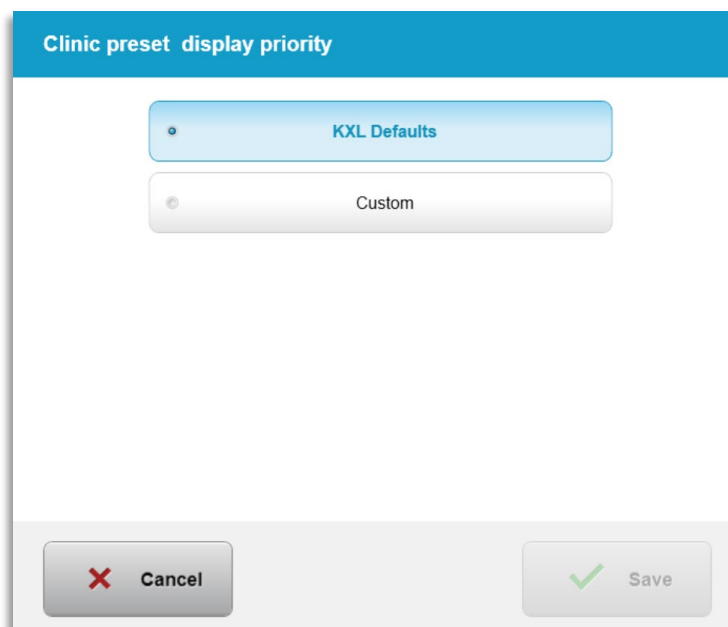 Clinic preset display priority
KXL Defaults
Custom
Cancel
Save